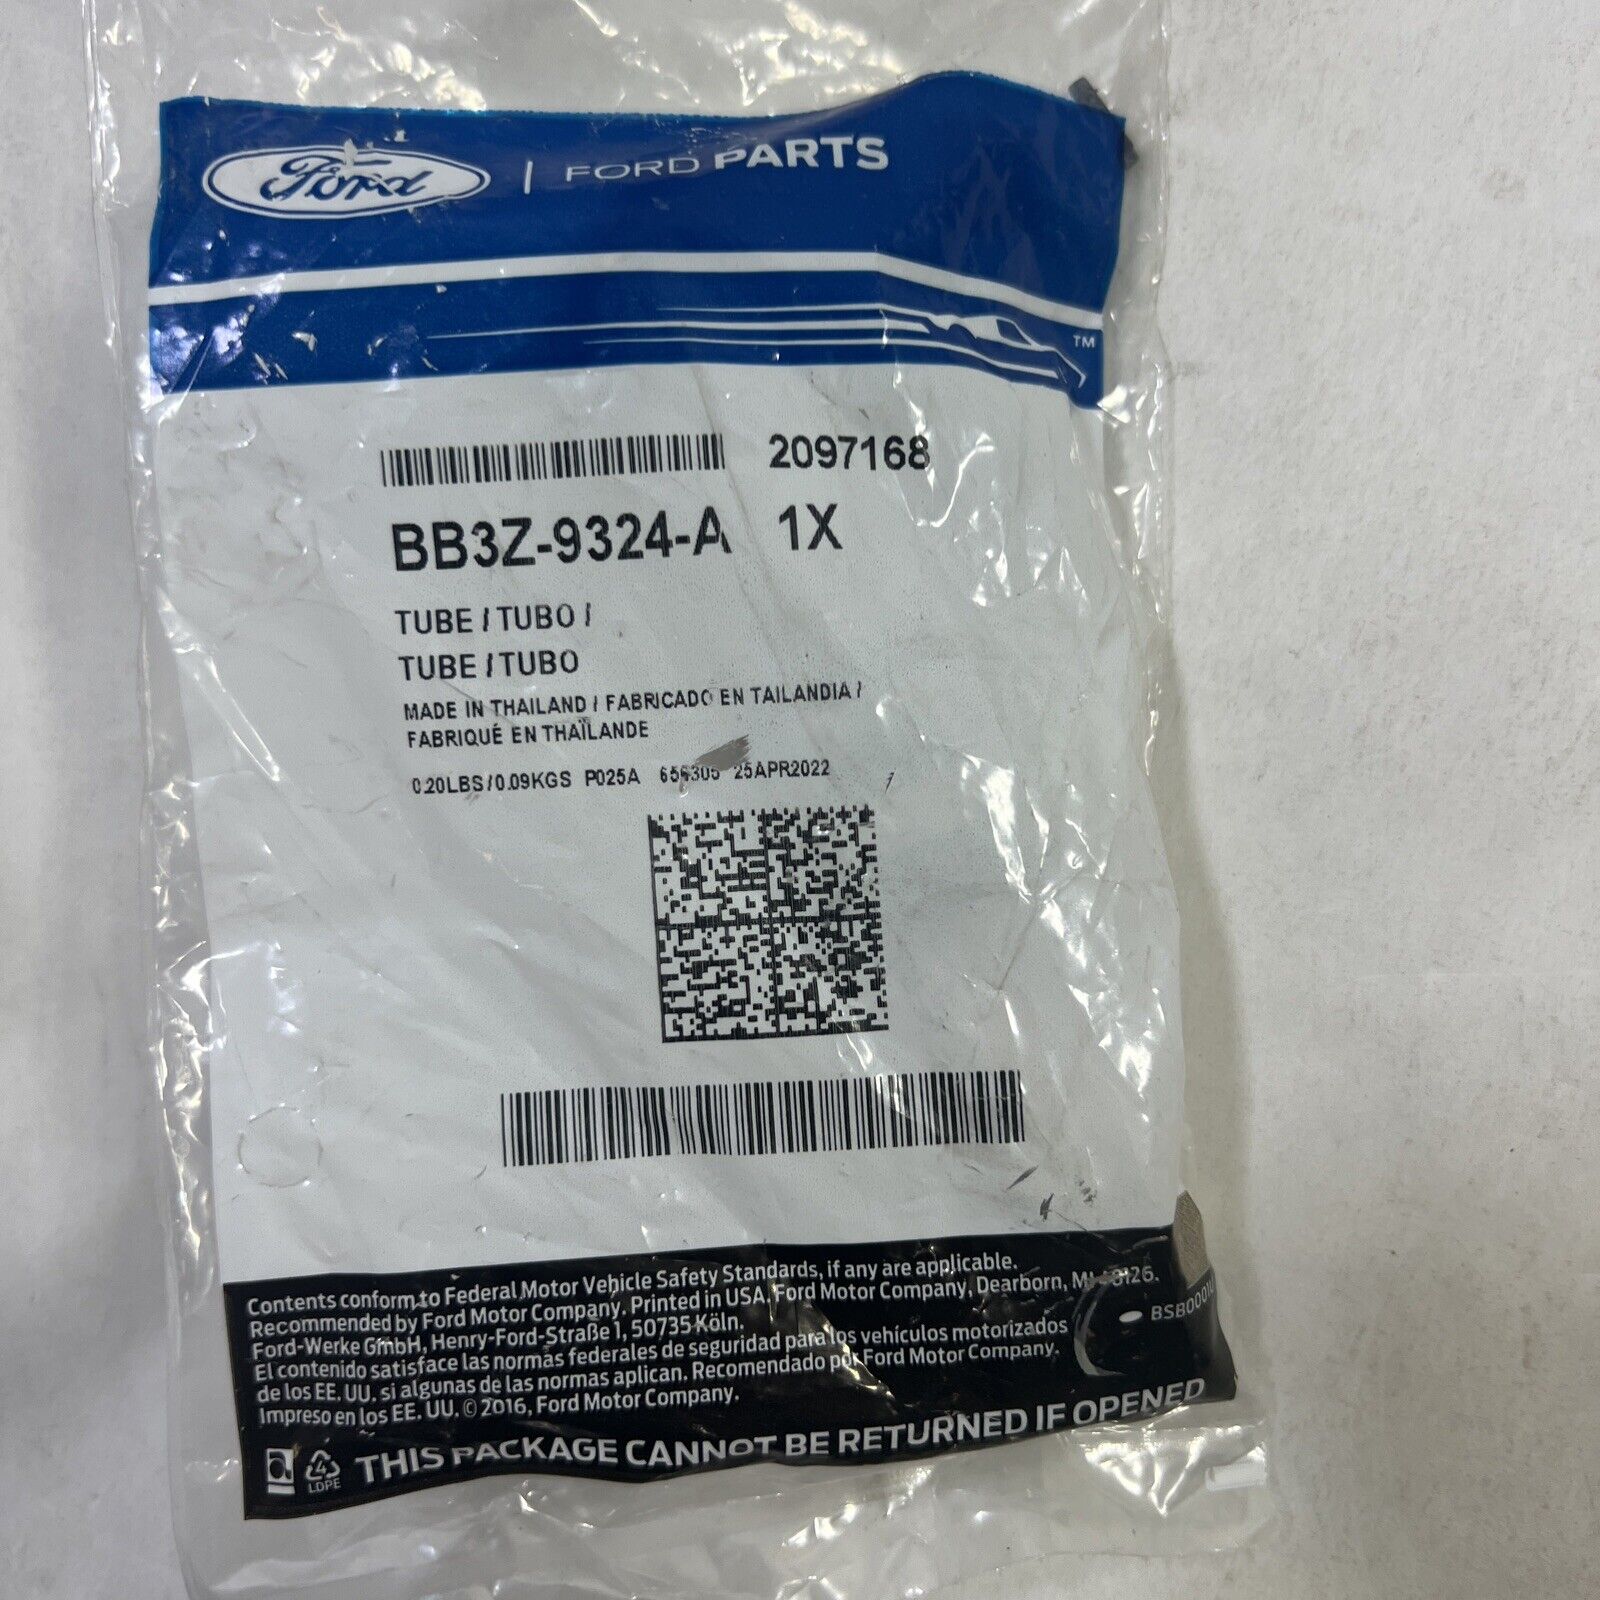 Ford | FORD PARTS
TM
2097168
BB3Z-9324-A 1X
TUBE / TUBO /
TUBE / TUBO
MADE IN THAILAND / FABRICADO EN TAILANDIA /
FABRIQUÉ EN THAÏLANDE
0.20LBS/0.09KGS P025A 25APR2022
Contents conform to Federal Motor Vehicle Safety Standards, if any are applicable.
Recommended by Ford Motor Company. Printed in USA. Ford Motor Company, Dearborn, MI 48126.
Ford-Werke GmbH, Henry-Ford-Straße 1, 50735 Köln.
El contenido satisface las normas federales de seguridad para los vehículos motorizados
de los EE. UU. si algunas de las normas aplican. Recomendado por Ford Motor Company.
Impreso en los EE. UU. © 2016, Ford Motor Company.
4
LDPE
THIS PACKAGE CANNOT BE RETURNED IF OPENED